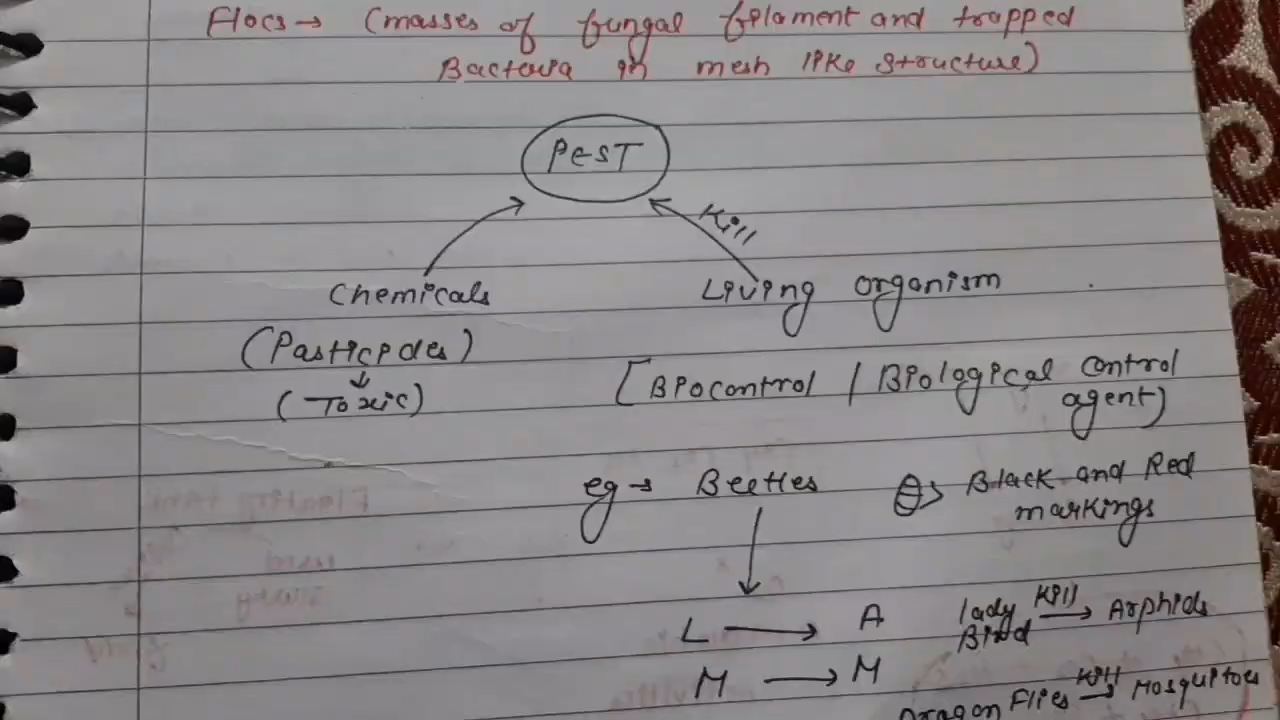 Flocs → (masses of fungal filament and trapped
Bacteria in mesh like structure)
PEST
Kill
Chemicals
Living organism
(Pasticides)
↓
(Toxic)
[Biocontrol / Biological control
agent)
eg → Beetles
Black and Red
markings
L → A
lady Kill → Arphids
Bird
M → M
Dragon Flies Kill → Mosquitoes